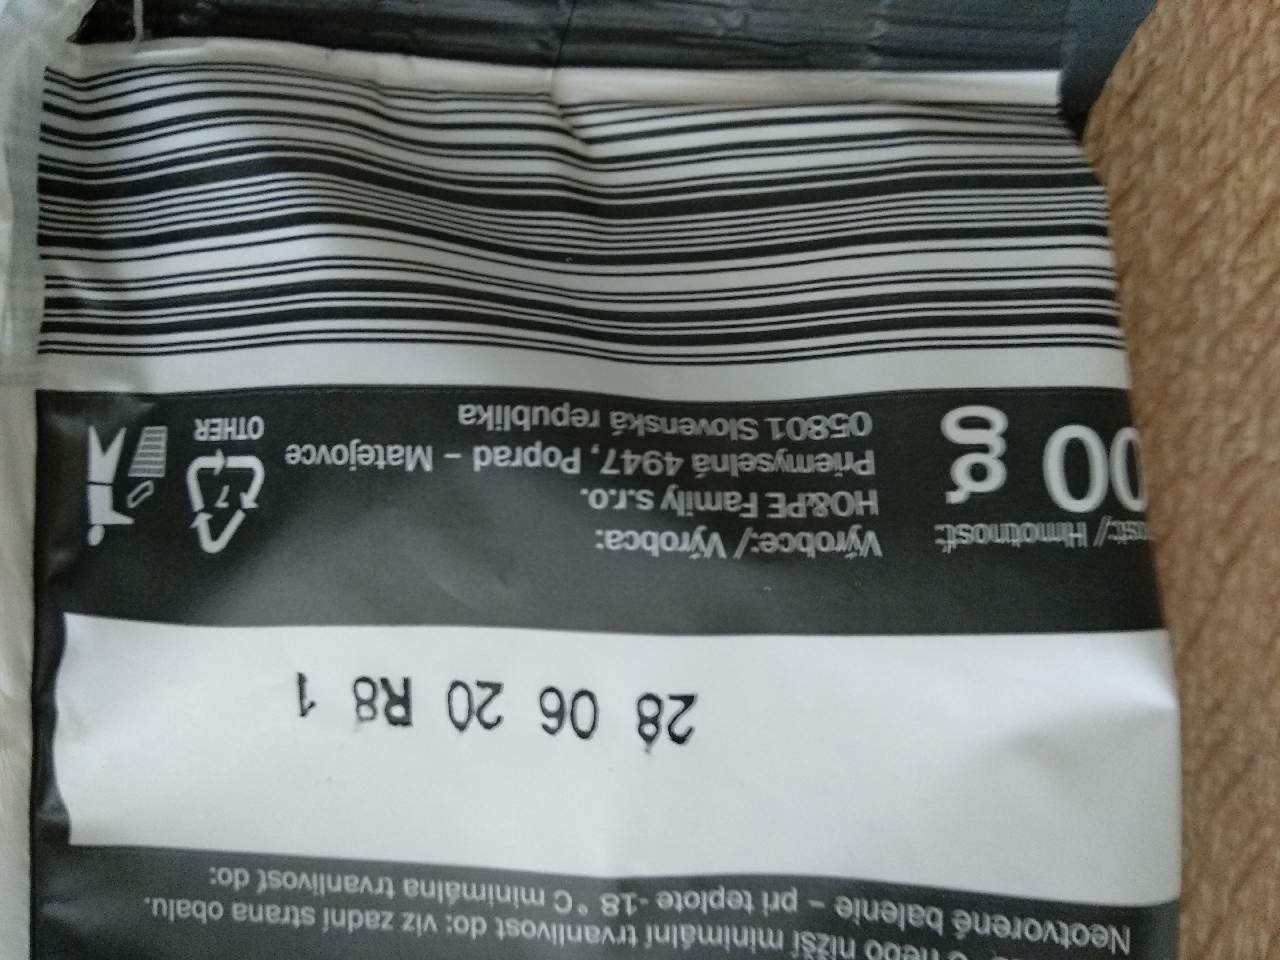 nebo nižší minimální trvanlivost do: viz zadní strana obalu.
Neotvorené balenie – pri teplote -18 °C minimálna trvanlivosť do:
28 06 20 R8 1
Hmotnosť:
00 g
Výrobce:/ Výrobca:
HO&PE Family s.r.o.
Priemyselná 4947, Poprad – Matejovce
05801 Slovenská republika
7
OTHER